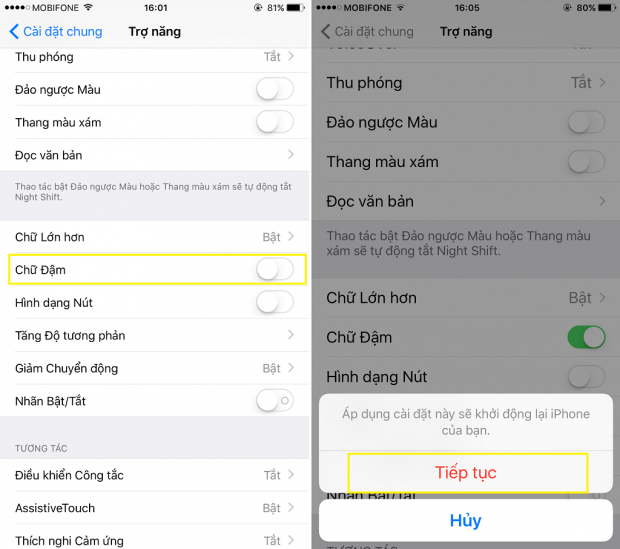 MOBIFONE 16:01 81%
Cài đặt chung Trợ năng
Thu phóng Tắt
Đảo ngược Màu
Thang màu xám
Đọc văn bản
Thao tác bật Đảo ngược Màu hoặc Thang màu xám sẽ tự động tắt
Night Shift.
Chữ Lớn hơn Bật
Chữ Đậm
Hình dạng Nút
Tăng Độ tương phản
Giảm Chuyển động Bật
Nhãn Bật/Tắt
TƯƠNG TÁC
Điều khiển Công tắc Tắt
AssistiveTouch Bật
Thích nghi Cảm ứng Tắt
MOBIFONE 16:05 80%
Cài đặt chung Trợ năng
VoiceOver Tắt
Thu phóng Tắt
Đảo ngược Màu
Thang màu xám
Đọc văn bản
Thao tác bật Đảo ngược Màu hoặc Thang màu
xám sẽ tự động tắt Night Shift.
Chữ Lớn hơn Bật
Chữ Đậm
Hình dạng Nút
Áp dụng cài đặt này sẽ khởi động lại iPhone
của bạn.
Tiếp tục
Nhãn Bật/Tắt
Hủy